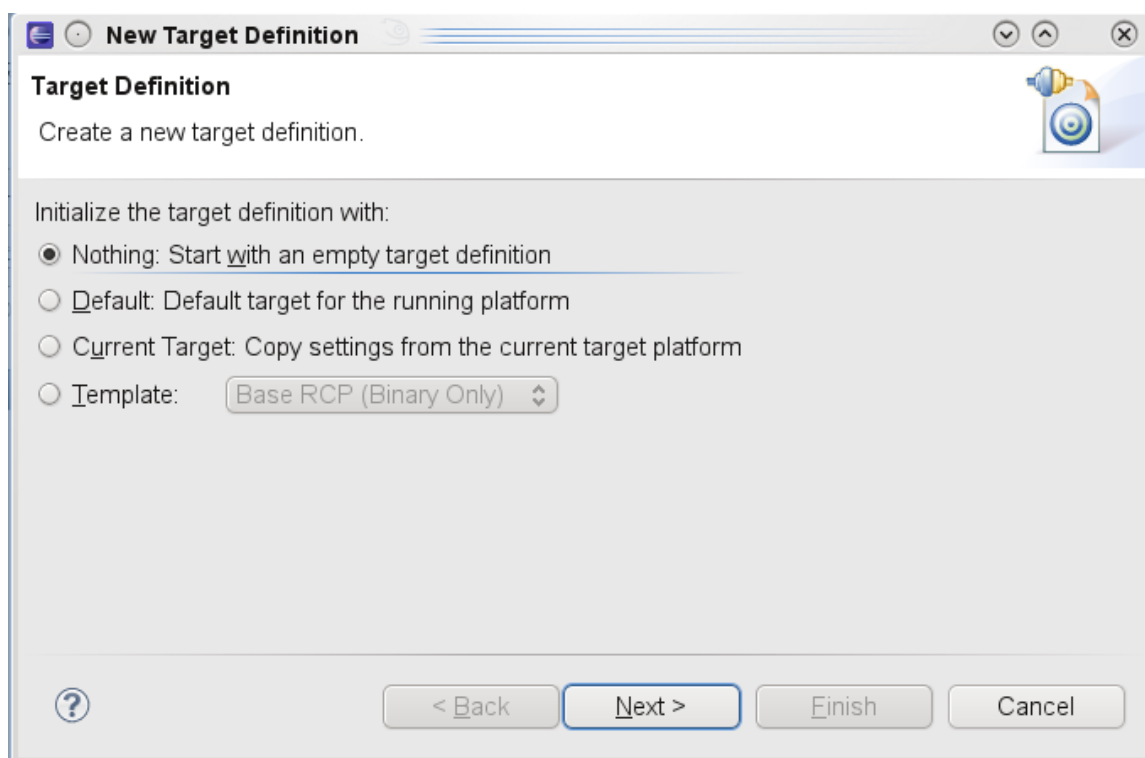 New Target Definition
Target Definition
Create a new target definition.
Initialize the target definition with:
Nothing: Start with an empty target definition
Default: Default target for the running platform
Current Target: Copy settings from the current target platform
Template: Base RCP (Binary Only)
? < Back Next > Finish Cancel